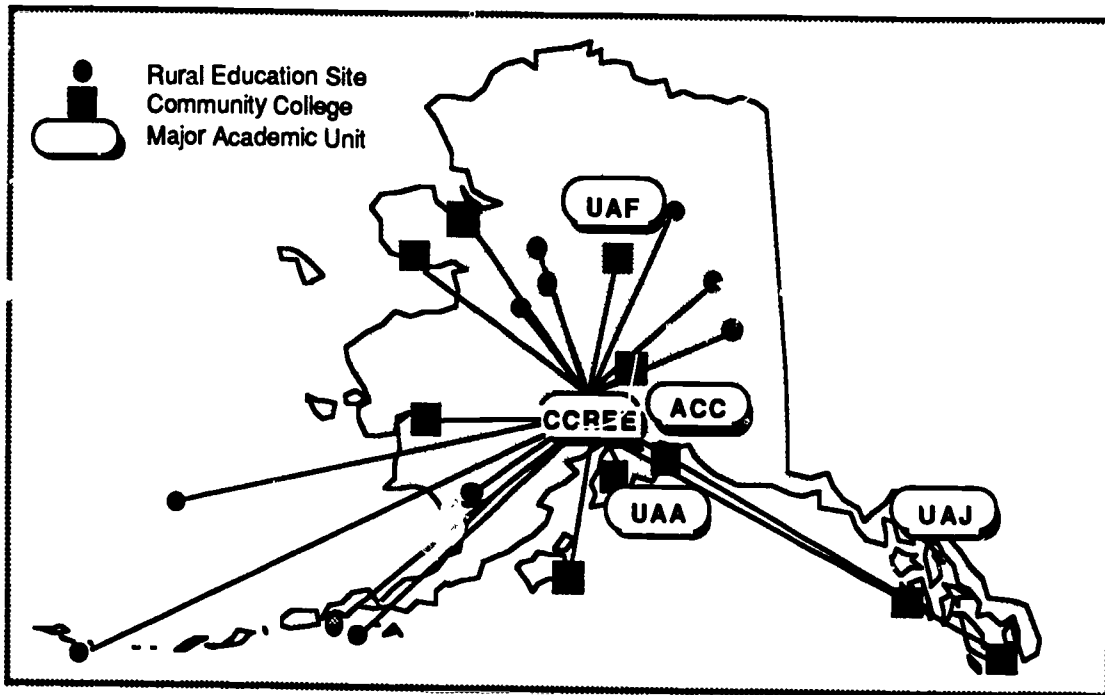 Rural Education Site
Community College
Major Academic Unit
UAF
CCREE
ACC
UAA
UAJ